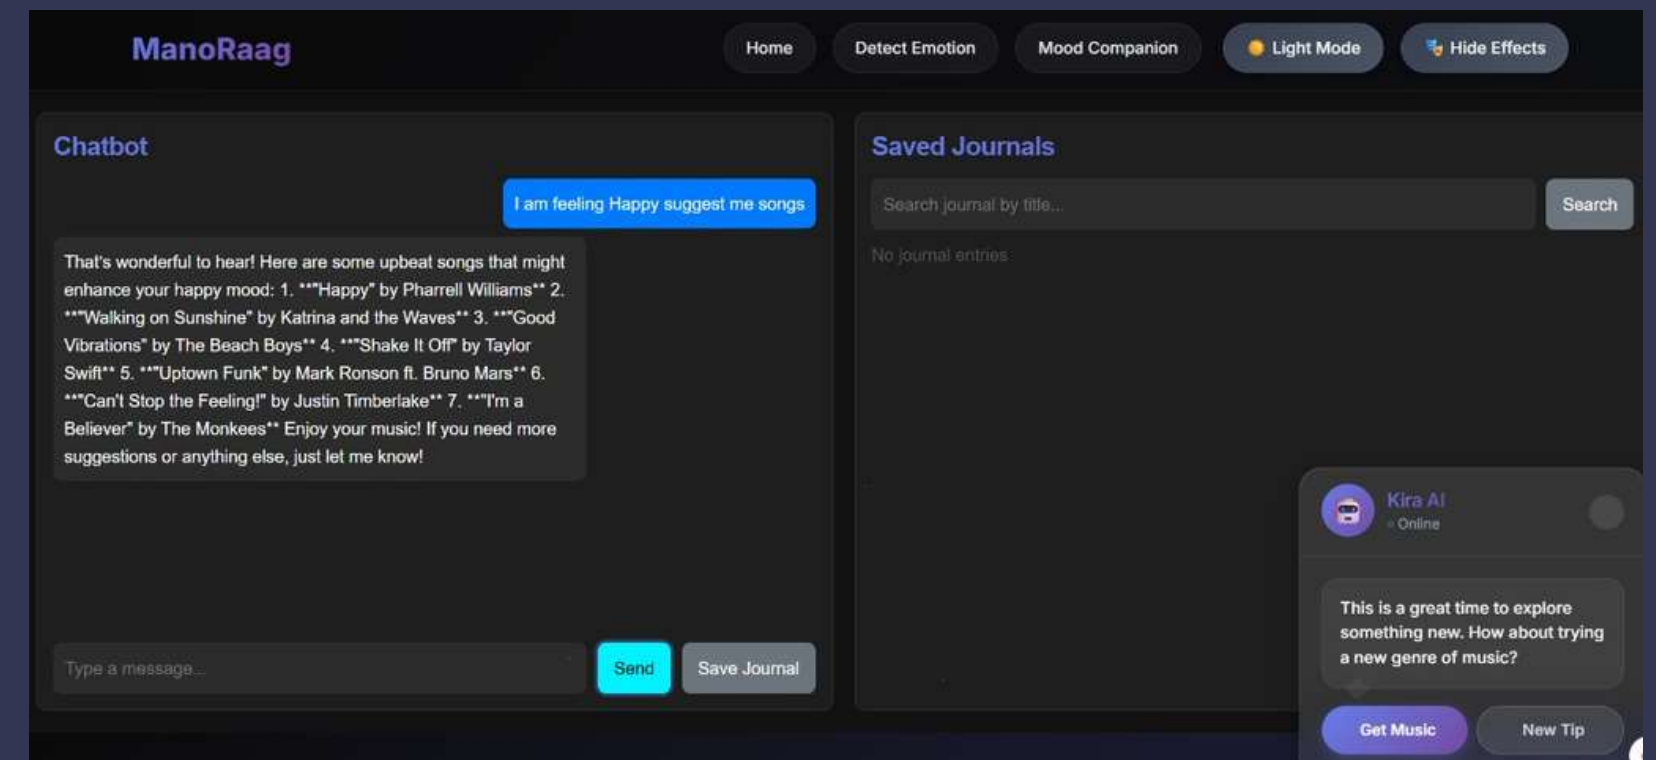 ManoRaag
Home
Detect Emotion
Mood Companion
Light Mode
Hide Effects
Chatbot
I am feeling Happy suggest me songs
That's wonderful to hear! Here are some upbeat songs that might
enhance your happy mood: 1. **"Happy" by Pharrell Williams** 2.
**"Walking on Sunshine" by Katrina and the Waves** 3. **"Good
Vibrations" by The Beach Boys** 4. **"Shake It Off" by Taylor
Swift** 5. **"Uptown Funk" by Mark Ronson ft. Bruno Mars** 6.
**"Can't Stop the Feeling!" by Justin Timberlake** 7. **"I'm a
Believer" by The Monkees** Enjoy your music! If you need more
suggestions or anything else, just let me know!
Type a message...
Send
Save Journal
Saved Journals
Search journal by title...
Search
No journal entries
Kira AI
Online
This is a great time to explore
something new. How about trying
a new genre of music?
Get Music
New Tip